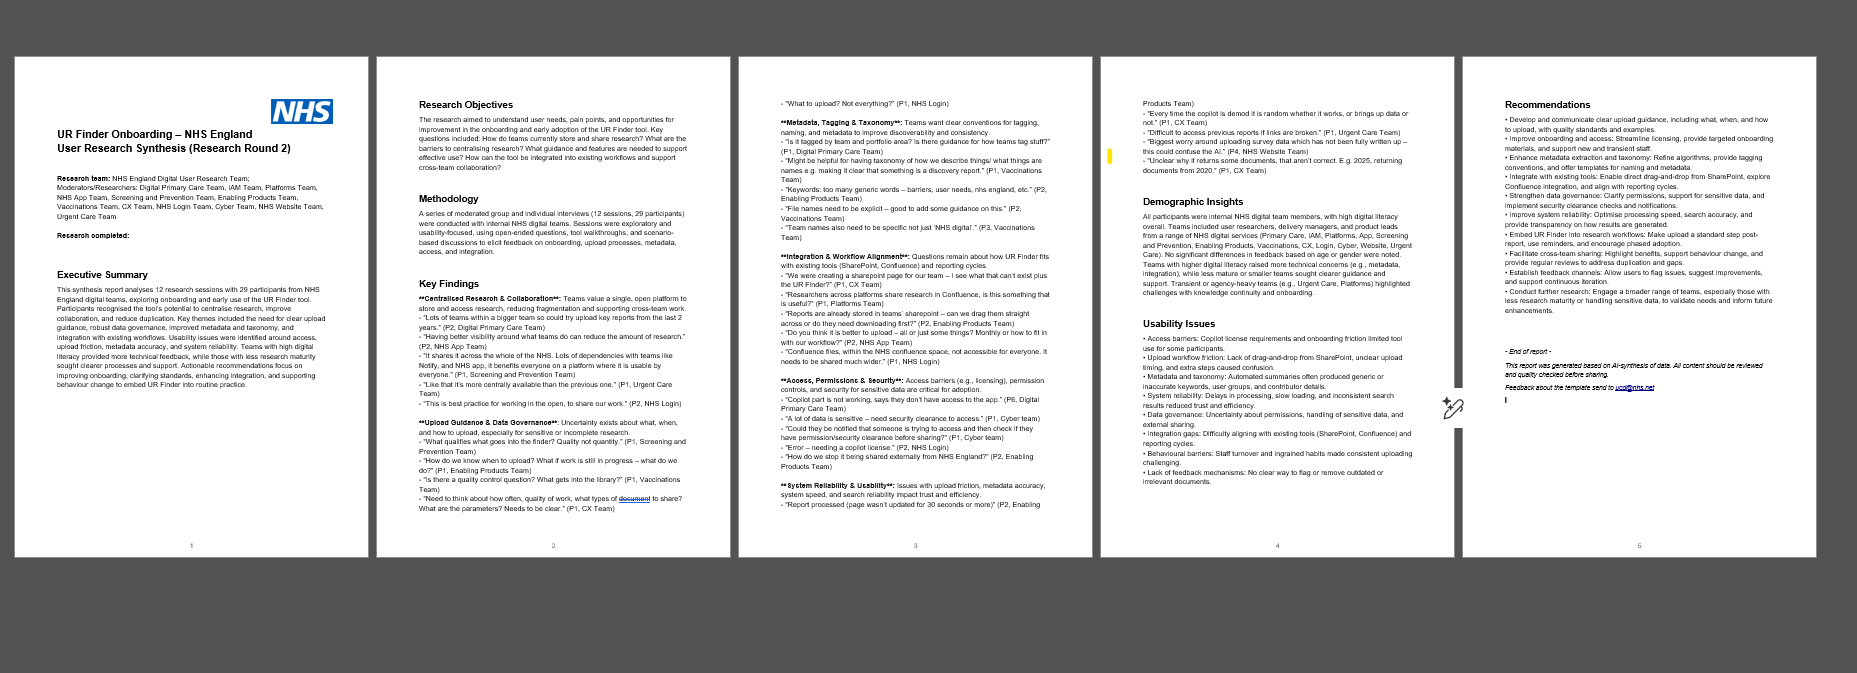 NHS
UR Finder Onboarding – NHS England
User Research Synthesis (Research Round 2)
Research team: NHS England Digital User Research Team;
Moderators/Researchers: Digital Primary Care Team, IAM Team, Platforms Team,
NHS App Team, Screening and Prevention Team, Enabling Products Team,
Vaccinations Team, CX Team, NHS Login Team, Cyber Team, NHS Website Team,
Urgent Care Team
Research completed:
Executive Summary
This synthesis report analyses 12 research sessions with 29 participants from NHS
England digital teams, exploring onboarding and early use of the UR Finder tool.
Participants recognised the tool's potential to centralise research, improve
collaboration, and reduce duplication. Key themes included the need for clear upload
guidance, robust data governance, improved metadata and taxonomy, and
integration with existing workflows. Usability issues were identified around access,
upload friction, metadata accuracy, and system reliability. Teams with high digital
literacy provided more technical feedback, while those with less research maturity
sought clearer processes and support. Actionable recommendations focus on
improving onboarding, clarifying standards, enhancing integration, and supporting
behaviour change to embed UR Finder into routine practice.
1
Research Objectives
The research aimed to understand user needs, pain points, and opportunities for
improvement in the onboarding and early adoption of the UR Finder tool. Key
questions included: How do teams currently store and share research? What are the
barriers to centralising research? What guidance and features are needed to support
effective use? How can the tool be integrated into existing workflows and support
cross-team collaboration?
Methodology
A series of moderated group and individual interviews (12 sessions, 29 participants)
were conducted with internal NHS digital teams. Sessions were exploratory and
usability-focused, using open-ended questions, tool walkthroughs, and scenario-
based discussions to elicit feedback on onboarding, upload processes, metadata,
access, and integration.
Key Findings
**Centralised Research & Collaboration**: Teams value a single, open platform to
store and access research, reducing fragmentation and supporting cross-team work.
- "Lots of teams within a bigger team so could try upload key reports from the last 2
years." (P2, Digital Primary Care Team)
- "Having better visibility around what teams do can reduce the amount of research."
(P2, NHS App Team)
- "It shares it across the whole of the NHS. Lots of dependencies with teams like
Notify, and NHS app, it benefits everyone on a platform where it is usable by
everyone." (P1, Screening and Prevention Team)
- "Like that it's more centrally available than the previous one." (P1, Urgent Care
Team)
- "This is best practice for working in the open, to share our work." (P2, NHS Login)
**Upload Guidance & Data Governance**: Uncertainty exists about what, when,
and how to upload, especially for sensitive or incomplete research.
- "What qualifies what goes into the finder? Quality not quantity." (P1, Screening and
Prevention Team)
- "How do we know when to upload? What if work is still in progress – what do we
do?" (P1, Enabling Products Team)
- "Is there a quality control question? What gets into the library?" (P1, Vaccinations
Team)
- "Need to think about how often, quality of work, what types of document to share?
What are the parameters? Needs to be clear." (P1, CX Team)
2
- "What to upload? Not everything?" (P1, NHS Login)
**Metadata, Tagging & Taxonomy**: Teams want clear conventions for tagging,
naming, and metadata to improve discoverability and consistency.
- "Is it tagged by team and portfolio area? Is there guidance for how teams tag stuff?"
(P1, Digital Primary Care Team)
- "Might be helpful for having taxonomy of how we describe things/ what things are
names e.g. making it clear that something is a discovery report." (P1, Vaccinations
Team)
- "Keywords: too many generic words – barriers, user needs, nhs england, etc." (P2,
Enabling Products Team)
- "File names need to be explicit – good to add some guidance on this." (P2,
Vaccinations Team)
- "Team names also need to be specific not just 'NHS digital'." (P3, Vaccinations
Team)
**Integration & Workflow Alignment**: Questions remain about how UR Finder fits
with existing tools (SharePoint, Confluence) and reporting cycles.
- "We were creating a sharepoint page for our team – I see what that can't exist plus
the UR Finder?" (P1, CX Team)
- "Researchers across platforms share research in Confluence, is this something that
is useful?" (P1, Platforms Team)
- "Reports are already stored in teams' sharepoint – can we drag them straight
across or do they need downloading first?" (P2, Enabling Products Team)
- "Do you think it is better to upload – all or just some things? Monthly or how to fit in
with our workflow?" (P2, NHS App Team)
- "Confluence files, within the NHS confluence space, not accessible for everyone. It
needs to be shared much wider." (P1, NHS Login)
**Access, Permissions & Security**: Access barriers (e.g., licensing), permission
controls, and security for sensitive data are critical for adoption.
- "Copilot part is not working, says they don't have access to the app." (P6, Digital
Primary Care Team)
- "A lot of data is sensitive – need security clearance to access." (P1, Cyber team)
- "Could they be notified that someone is trying to access and then check if they
have permission/security clearance before sharing?" (P1, Cyber team)
- "Error – needing a copilot license." (P2, NHS Login)
- "How do we stop it being shared externally from NHS England?" (P2, Enabling
Products Team)
**System Reliability & Usability**: Issues with upload friction, metadata accuracy,
system speed, and search reliability impact trust and efficiency.
- "Report processed (page wasn't updated for 30 seconds or more)" (P2, Enabling
3
Products Team)
- "Every time the copilot is demoed it is random whether it works, or brings up data or
not." (P1, CX Team)
- "Difficult to access previous reports if links are broken." (P1, Urgent Care Team)
- "Biggest worry around uploading survey data which has not been fully written up –
this could confuse the AI." (P4, NHS Website Team)
- "Unclear why it returns some documents, that aren't correct. E.g. 2025, returning
documents from 2020." (P1, CX Team)
Demographic Insights
All participants were internal NHS digital team members, with high digital literacy
overall. Teams included user researchers, delivery managers, and product leads
from a range of NHS digital services (Primary Care, IAM, Platforms, App, Screening
and Prevention, Enabling Products, Vaccinations, CX, Login, Cyber, Website, Urgent
Care). No significant differences in feedback based on age or gender were noted.
Teams with higher digital literacy raised more technical concerns (e.g., metadata,
integration), while less mature or smaller teams sought clearer guidance and
support. Transient or agency-heavy teams (e.g., Urgent Care, Platforms) highlighted
challenges with knowledge continuity and onboarding.
Usability Issues
• Access barriers: Copilot license requirements and onboarding friction limited tool
use for some participants.
• Upload workflow friction: Lack of drag-and-drop from SharePoint, unclear upload
timing, and extra steps caused confusion.
• Metadata and taxonomy: Automated summaries often produced generic or
inaccurate keywords, user groups, and contributor details.
• System reliability: Delays in processing, slow loading, and inconsistent search
results reduced trust and efficiency.
• Data governance: Uncertainty about permissions, handling of sensitive data, and
external sharing.
• Integration gaps: Difficulty aligning with existing tools (SharePoint, Confluence) and
reporting cycles.
• Behavioural barriers: Staff turnover and ingrained habits made consistent uploading
challenging.
• Lack of feedback mechanisms: No clear way to flag or remove outdated or
irrelevant documents.
4
Recommendations
• Develop and communicate clear upload guidance, including what, when, and how
to upload, with quality standards and examples.
• Improve onboarding and access: Streamline licensing, provide targeted onboarding
materials, and support new and transient staff.
• Enhance metadata extraction and taxonomy: Refine algorithms, provide tagging
conventions, and offer templates for naming and metadata.
• Integrate with existing tools: Enable direct drag-and-drop from SharePoint, explore
Confluence integration, and align with reporting cycles.
• Strengthen data governance: Clarify permissions, support for sensitive data, and
implement security clearance checks and notifications.
• Improve system reliability: Optimise processing speed, search accuracy, and
provide transparency on how results are generated.
• Embed UR Finder into research workflows: Make upload a standard step post-
report, use reminders, and encourage phased adoption.
• Facilitate cross-team sharing: Highlight benefits, support behaviour change, and
provide regular reviews to address duplication and gaps.
• Establish feedback channels: Allow users to flag issues, suggest improvements,
and support continuous iteration.
• Conduct further research: Engage a broader range of teams, especially those with
less research maturity or handling sensitive data, to validate needs and inform future
enhancements.
- End of report -
This report was generated based on AI-synthesis of data. All content should be reviewed
and quality checked before sharing.
Feedback about the template send to ucd@nhs.net
5